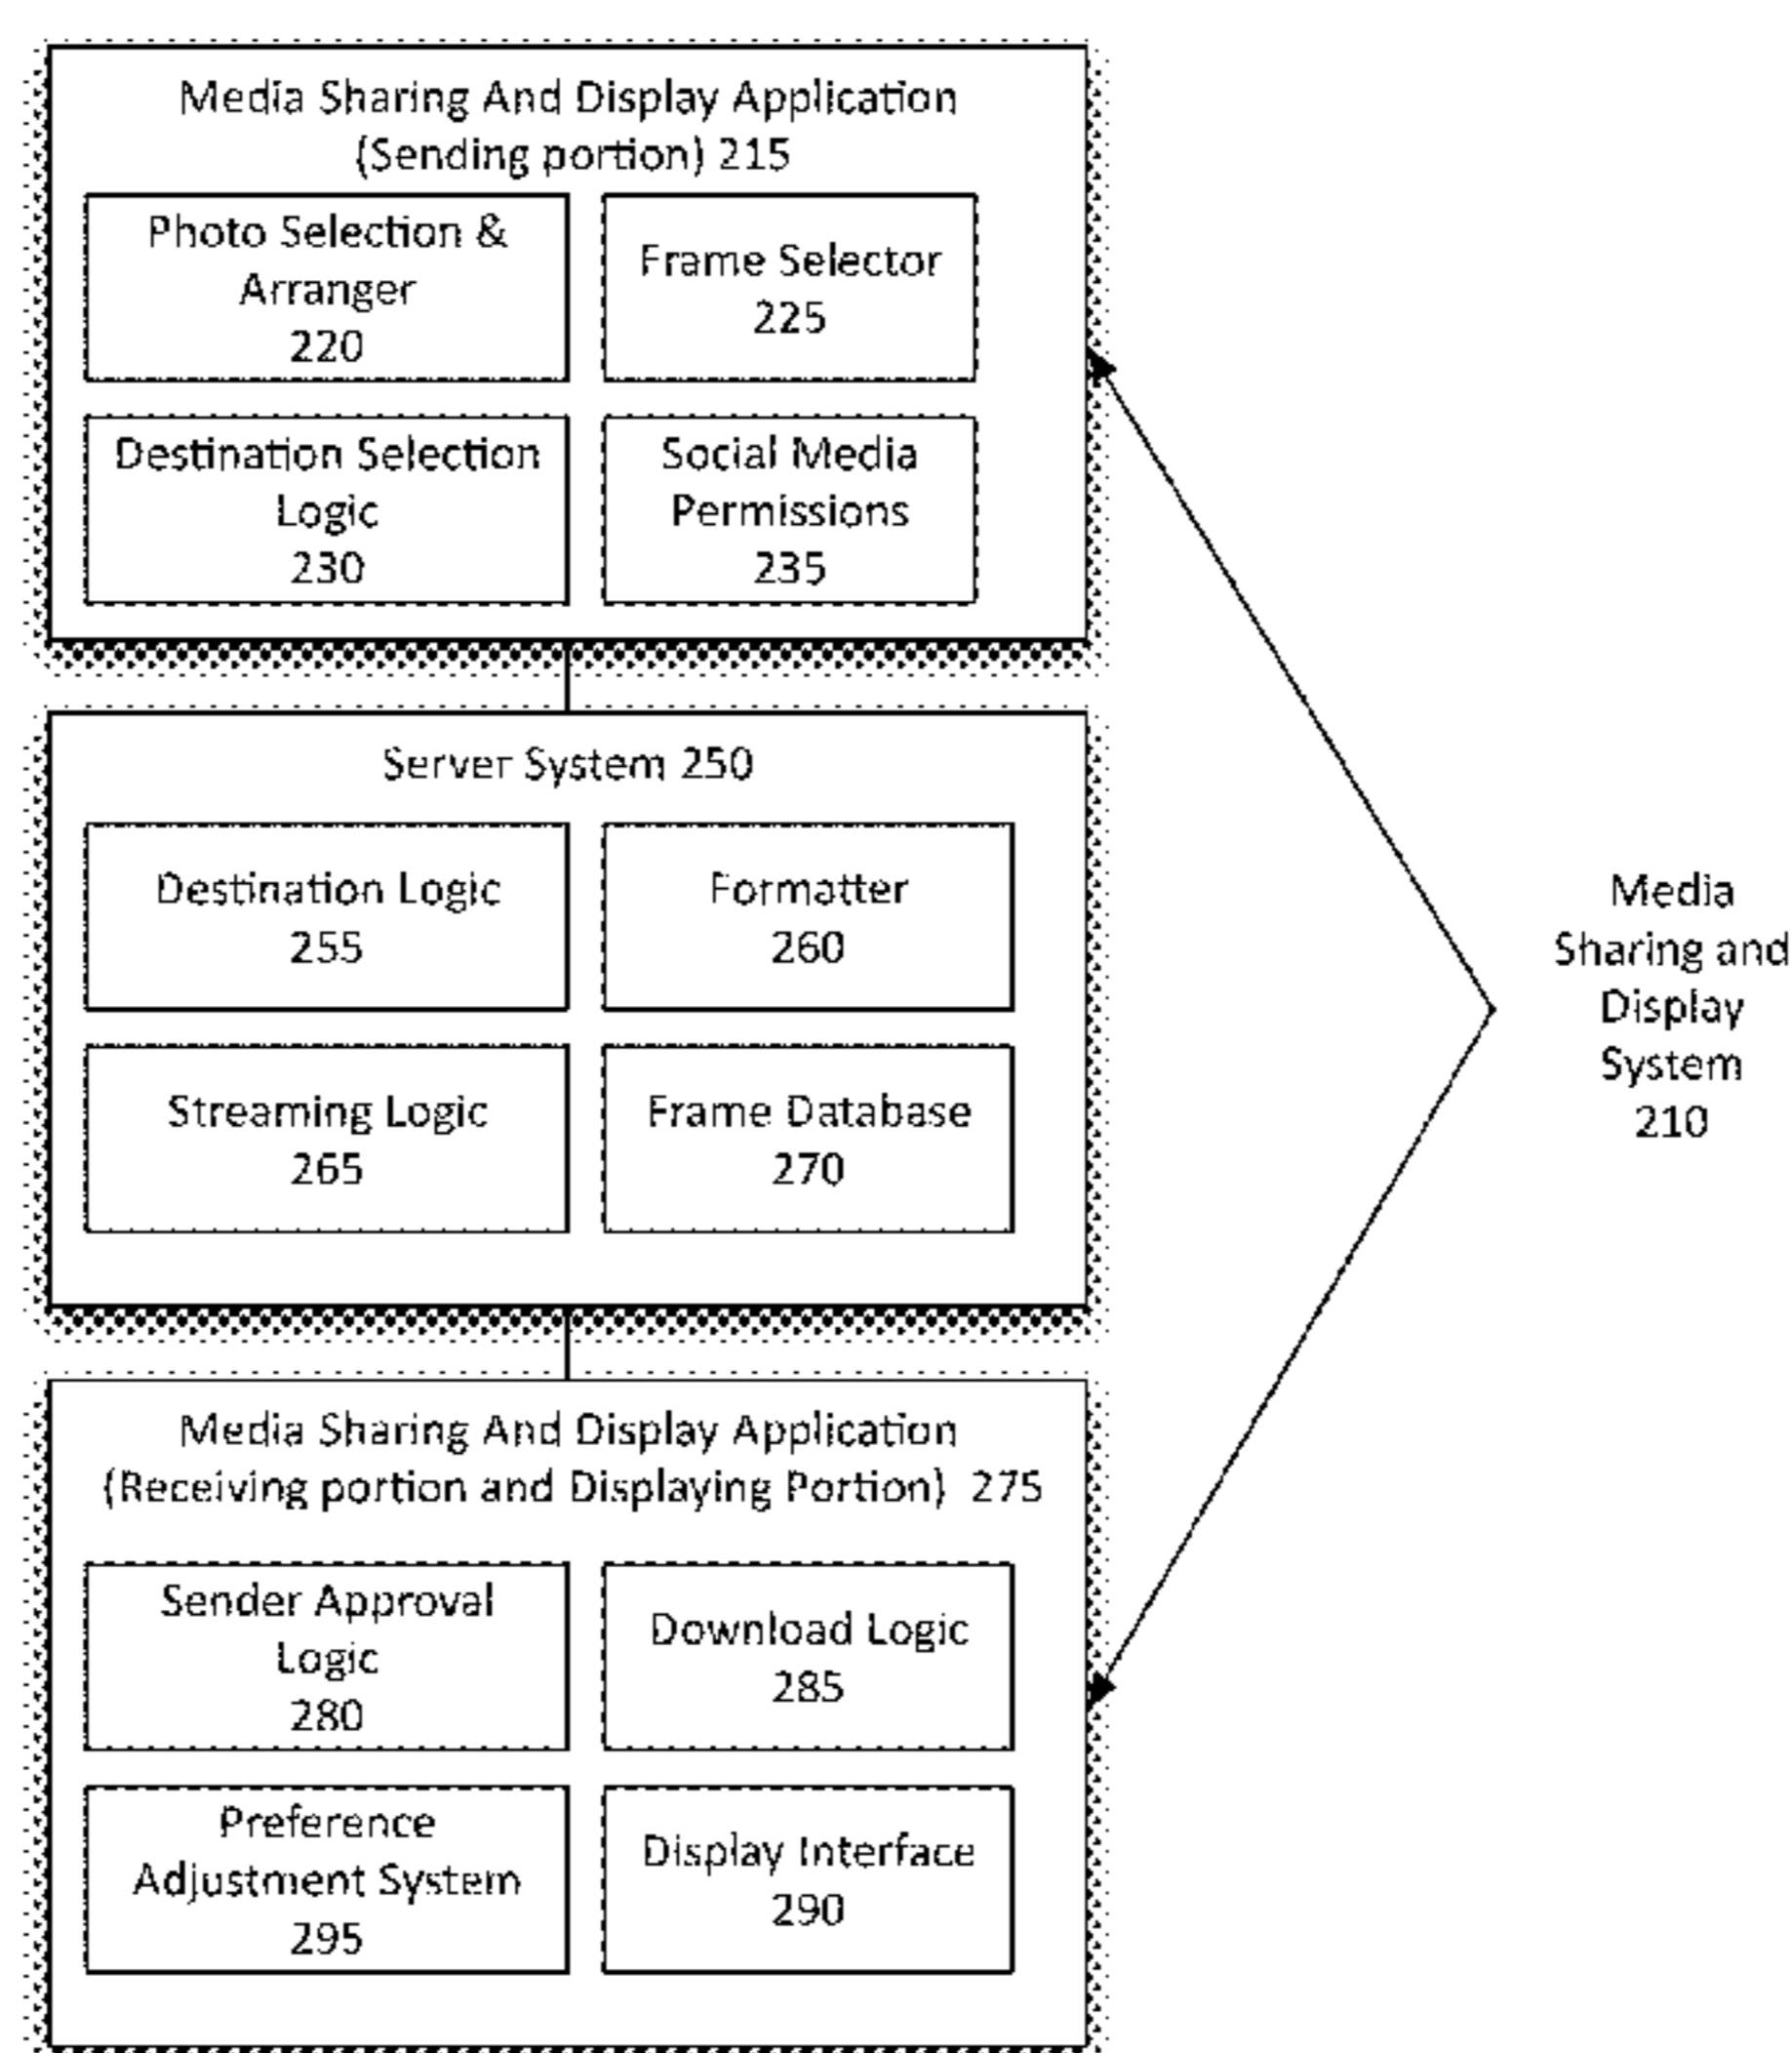 Media Sharing And Display Application
(Sending portion) 215
Photo Selection &
Arranger
220
Frame Selector
225
Destination Selection
Logic
230
Social Media
Permissions
235
Server System 250
Destination Logic
255
Formatter
260
Streaming Logic
265
Frame Database
270
Media
Sharing and
Display
System
210
Media Sharing And Display Application
(Receiving portion and Displaying Portion) 275
Sender Approval
Logic
280
Download Logic
285
Preference
Adjustment System
295
Display Interface
290